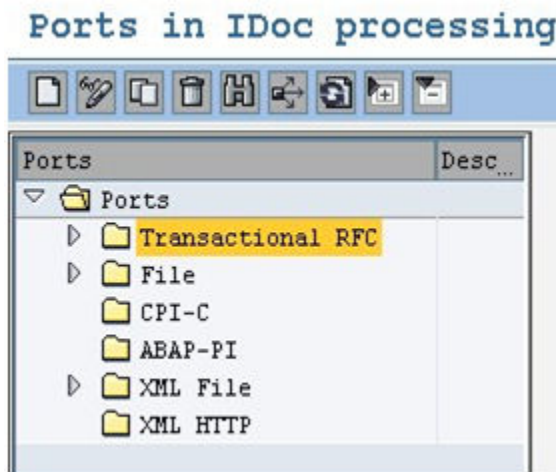 Ports in IDoc processing
Ports Desc...
Ports
Transactional RFC
File
CPI-C
ABAP-PI
XML File
XML HTTP